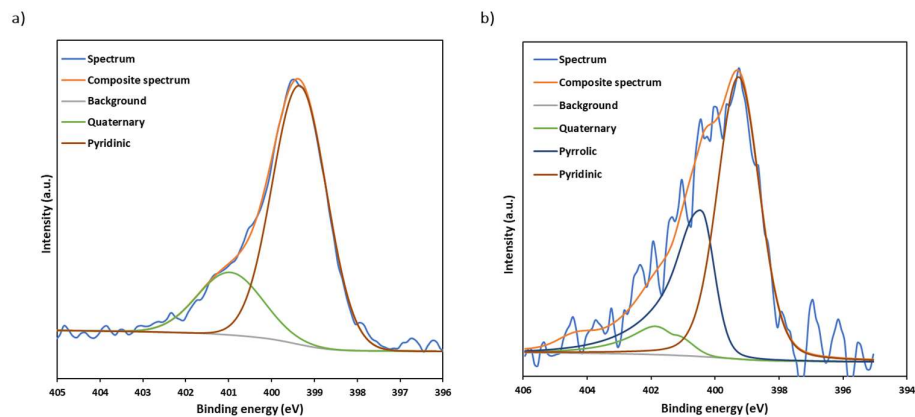 a)
Spectrum
Composite spectrum
Background
Quaternary
Pyridinic
Intensity (a.u.)
405 404 403 402 401 400 399 398 397 396
Binding energy (eV)
b)
Spectrum
Composite spectrum
Background
Quaternary
Pyrrolic
Pyridinic
Intensity (a.u.)
406 404 402 400 398 396 394
Binding energy (eV)